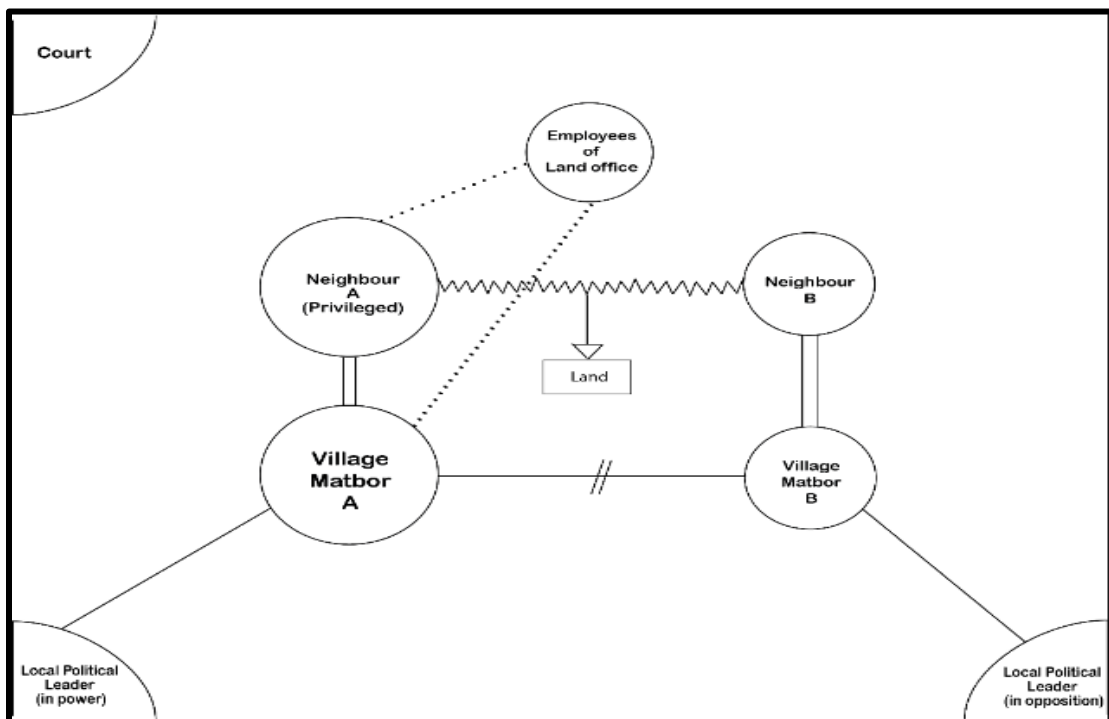 Court
Employees
of
Land office
Neighbour
A
(Privileged)
Neighbour
B
Land
Village
Matbor
A
Village
Matbor
B
Local Political
Leader
(in power)
Local Political
Leader
(in opposition)